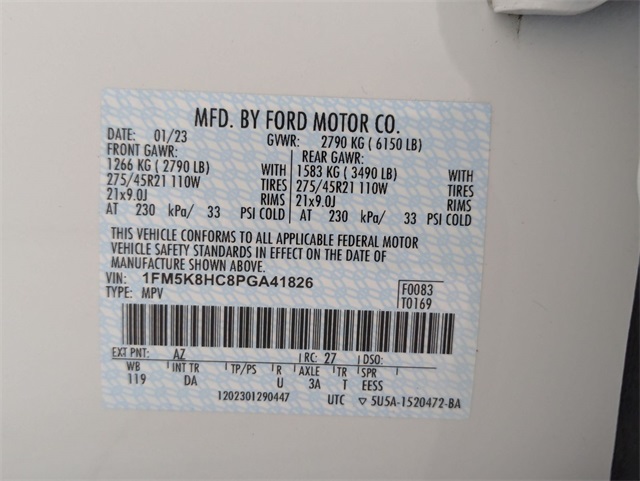 MFD. BY FORD MOTOR CO.
DATE: 01/23 GVWR: 2790 KG ( 6150 LB)
FRONT GAWR: REAR GAWR:
1266 KG ( 2790 LB) WITH 1583 KG ( 3490 LB) WITH
275/45R21 110W TIRES 275/45R21 110W TIRES
21x9.0J RIMS 21x9.0J RIMS
AT 230 kPa/ 33 PSI COLD AT 230 kPa/ 33 PSI COLD
THIS VEHICLE CONFORMS TO ALL APPLICABLE FEDERAL MOTOR
VEHICLE SAFETY STANDARDS IN EFFECT ON THE DATE OF
MANUFACTURE SHOWN ABOVE.
VIN: 1FM5K8HC8PGA41826 F0083
TYPE: MPV T0169
EXT PNT: AZ RC: 27 DSO:
WB INT TR TP/PS R AXLE TR SPR
119 DA U 3A T EESS
1202301290447 UTC ▽ 5U5A-1520472-BA